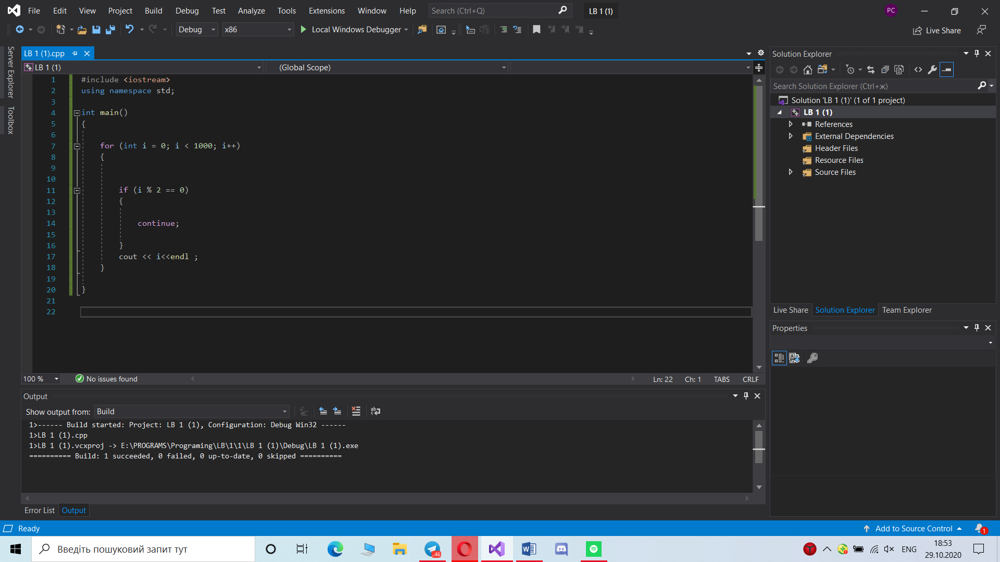 File Edit View Project Build Debug Test Analyze Tools Extensions Window Help Search (Ctrl+Q) LB 1 (1) PC
Debug x86 Local Windows Debugger Live Share
Server Explorer
Toolbox
LB 1 (1).cpp
LB 1 (1) (Global Scope)
1 #include <iostream>
2 using namespace std;
3
4 int main()
5 {
6
7 for (int i = 0; i < 1000; i++)
8 {
9
10
11 if (i % 2 == 0)
12 {
13
14 continue;
15
16 }
17 cout << i<<endl ;
18 }
19
20 }
21
22
100 % No issues found Ln: 22 Ch: 1 TABS CRLF
Output
Show output from: Build
1>------ Build started: Project: LB 1 (1), Configuration: Debug Win32 ------
1>LB 1 (1).cpp
1>LB 1 (1).vcxproj -> E:\PROGRAMS\Programing\LB\1\1\LB 1 (1)\Debug\LB 1 (1).exe
========== Build: 1 succeeded, 0 failed, 0 up-to-date, 0 skipped ==========
Error List Output
Solution Explorer
Search Solution Explorer (Ctrl+ж)
Solution 'LB 1 (1)' (1 of 1 project)
LB 1 (1)
References
External Dependencies
Header Files
Resource Files
Source Files
Live Share Solution Explorer Team Explorer
Properties
Ready Add to Source Control 1
Введіть пошуковий запит тут
..46
ENG
18:53
29.10.2020